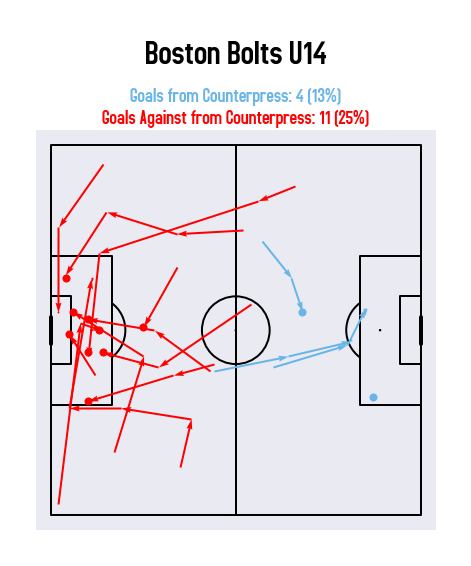 Boston Bolts U14
Goals from Counterpress: 4 (13%)
Goals Against from Counterpress: 11 (25%)